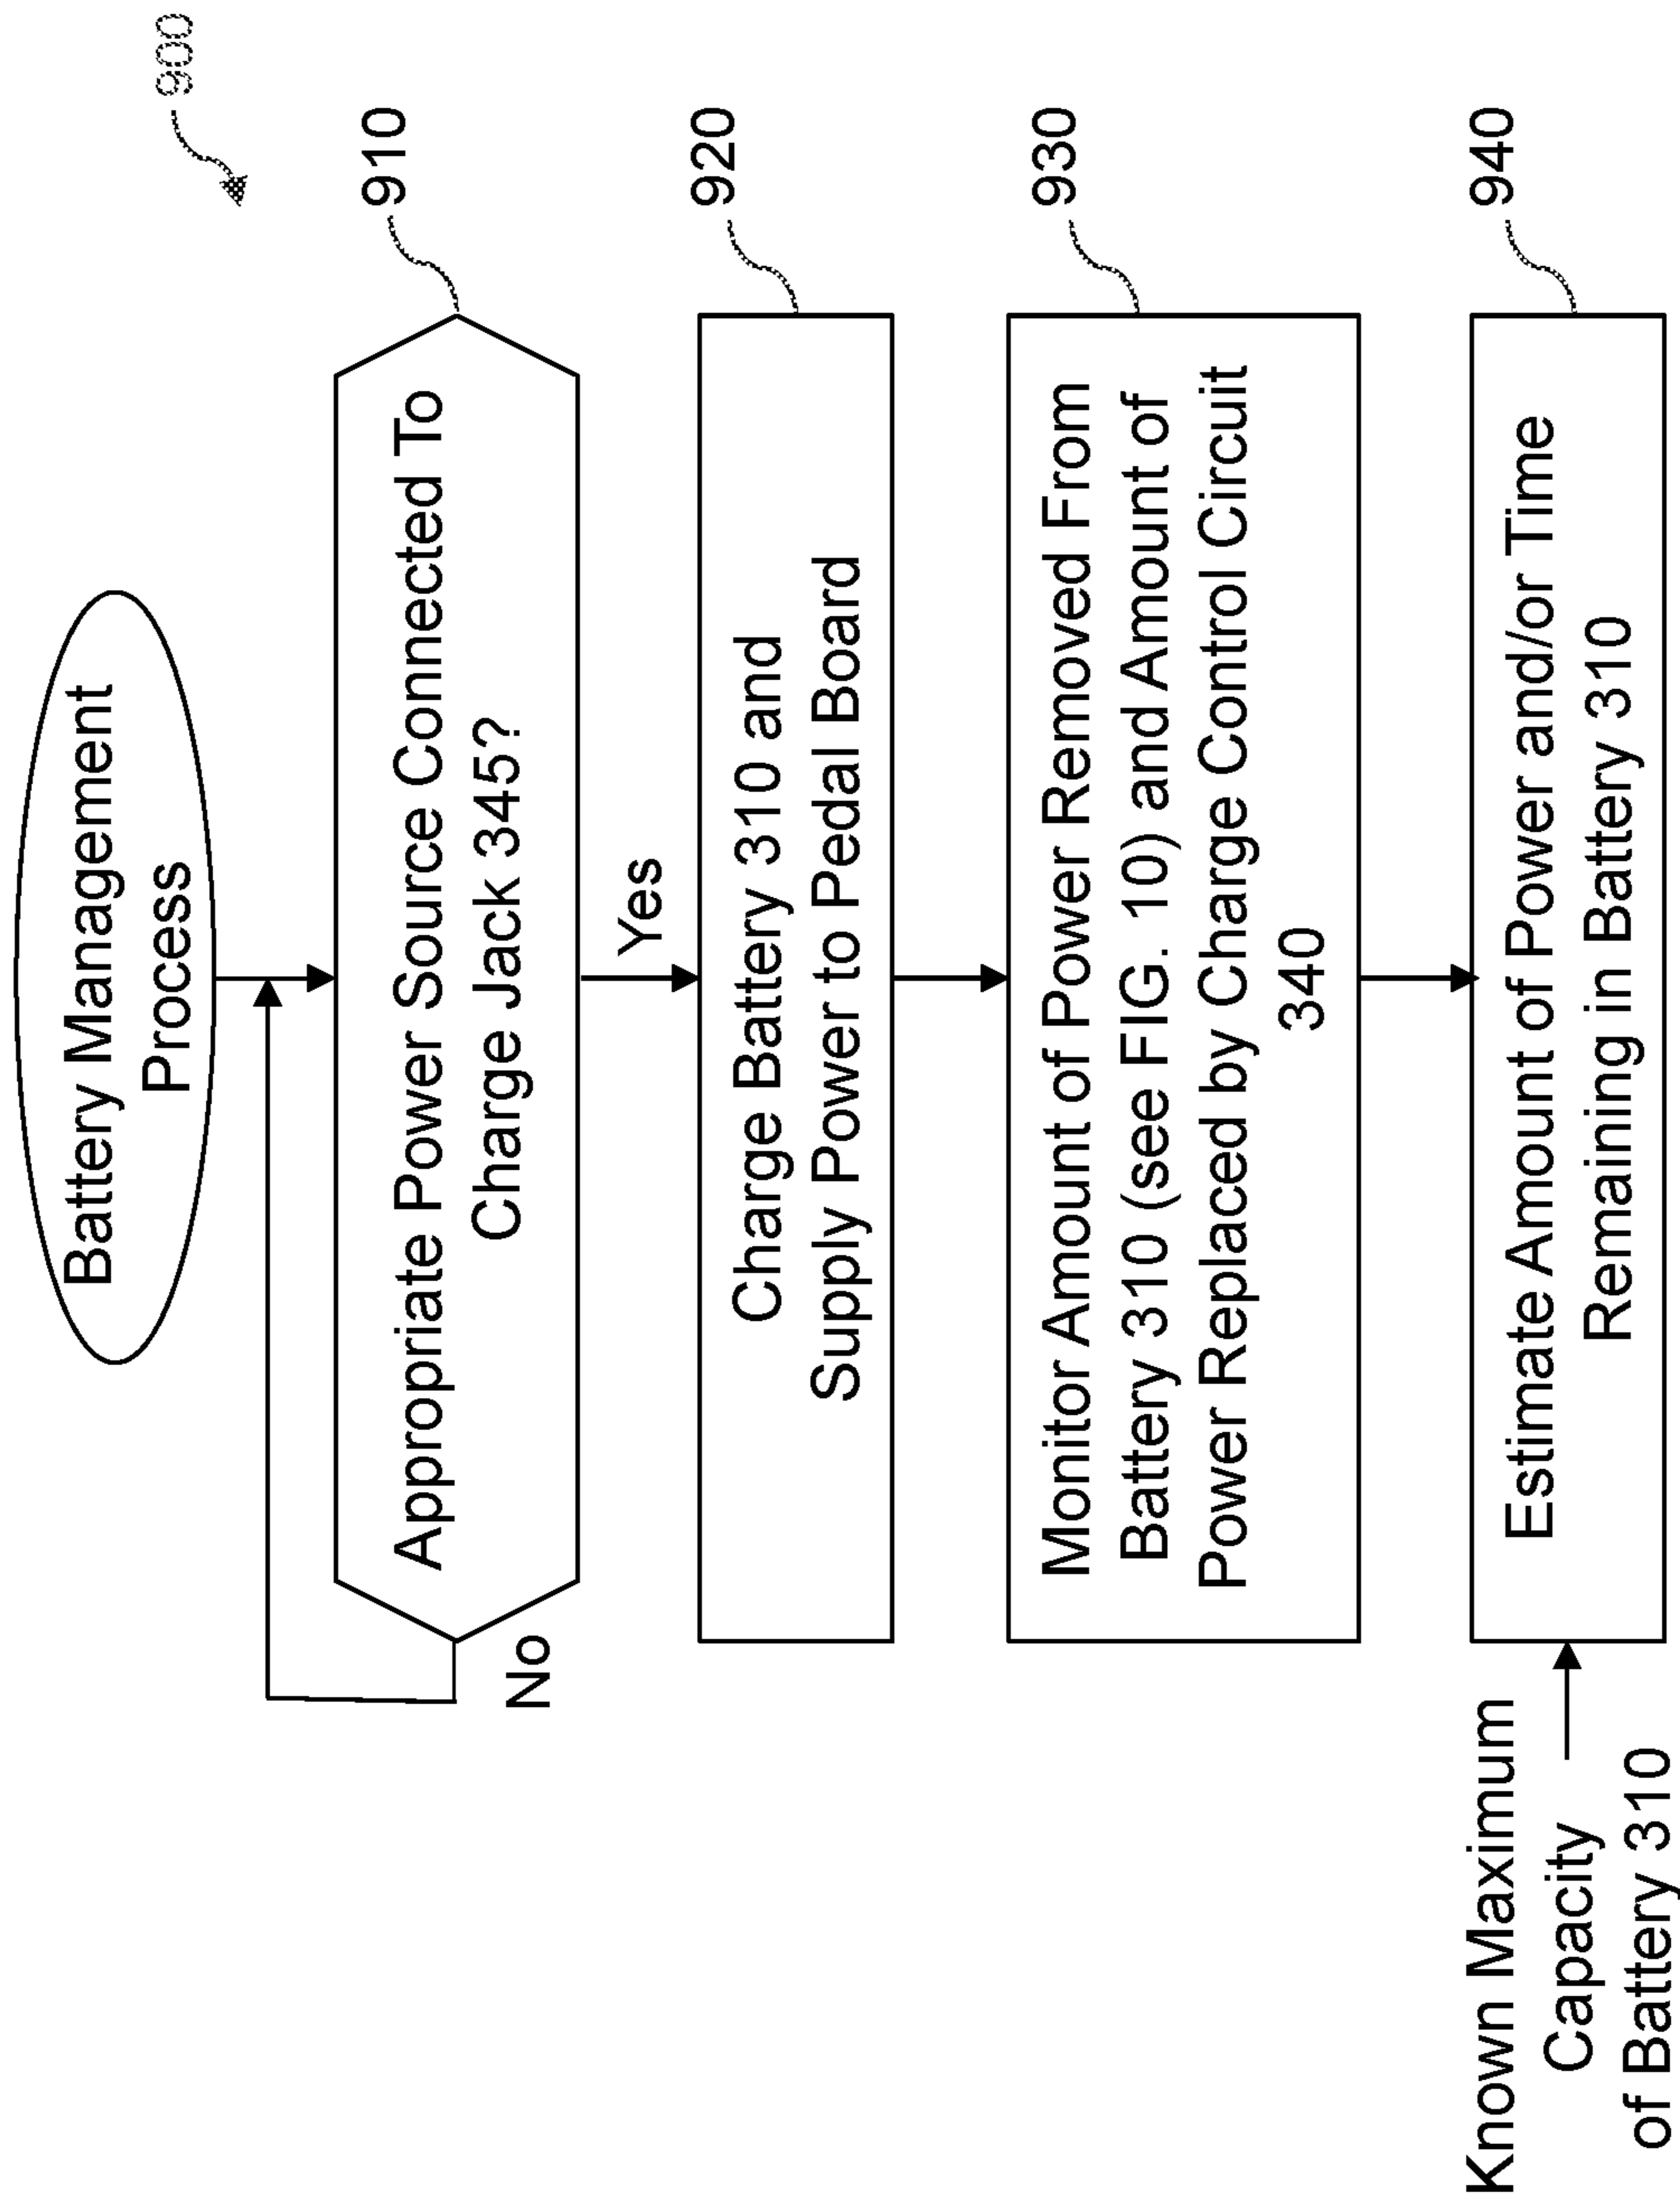 900
Battery Management
Process
910
Appropriate Power Source Connected To
Charge Jack 345?
No
Yes
920
Charge Battery 310 and
Supply Power to Pedal Board
930
Monitor Amount of Power Removed From
Battery 310 (see FIG. 10) and Amount of
Power Replaced by Charge Control Circuit
340
940
Known Maximum
Capacity
of Battery 310
Estimate Amount of Power and/or Time
Remaining in Battery 310